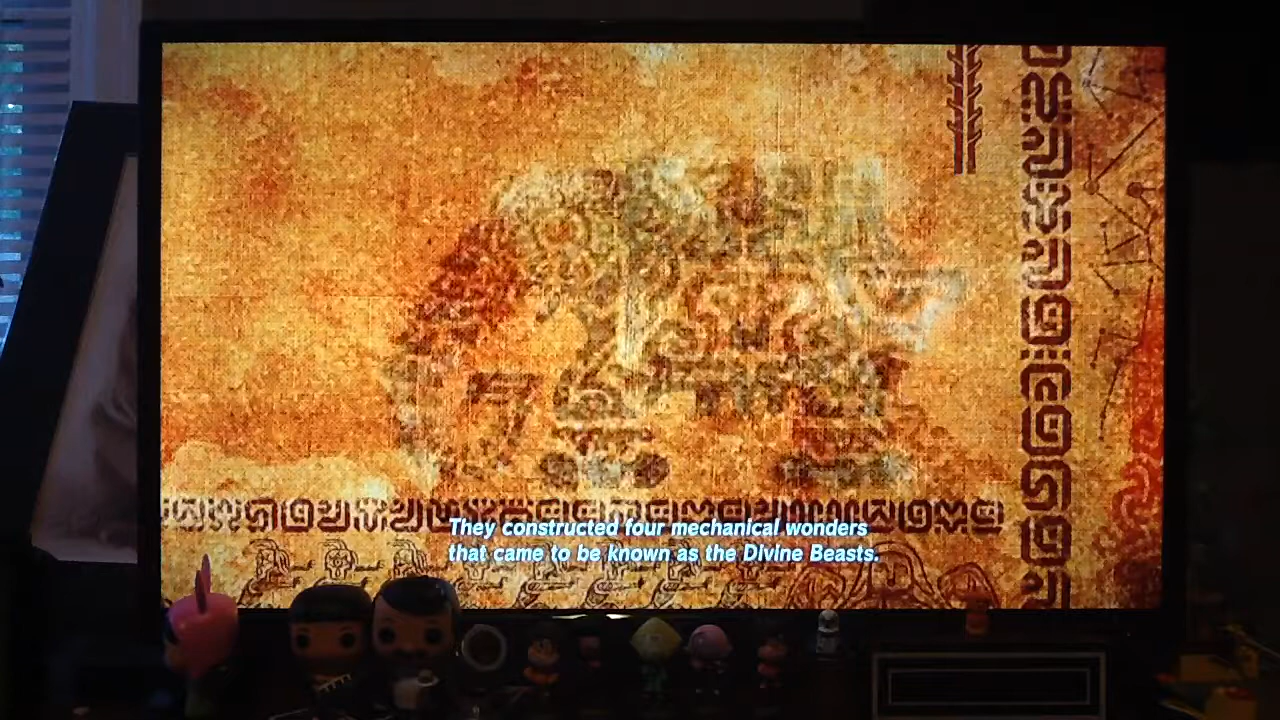 They constructed four mechanical wonders
that came to be known as the Divine Beasts.